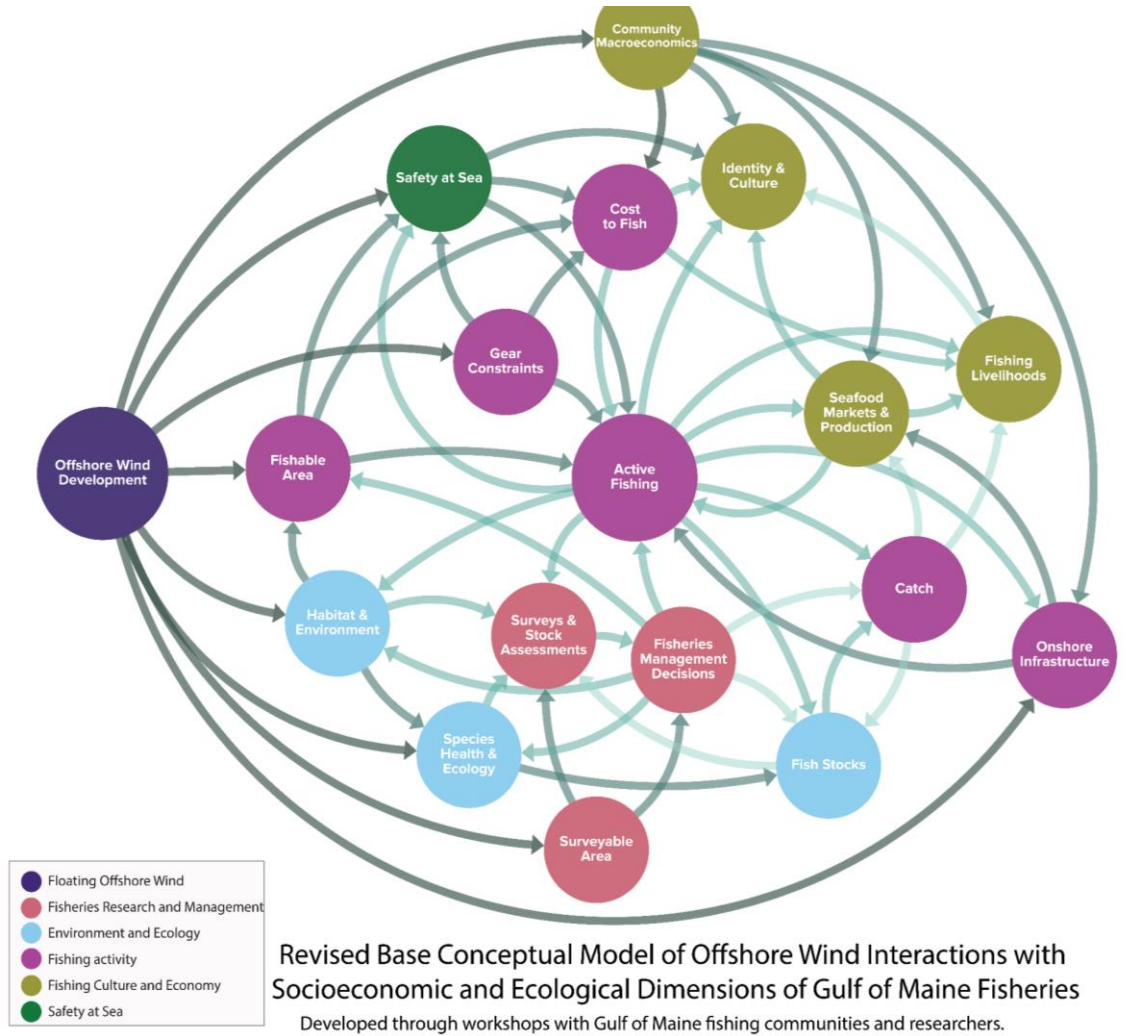 Community
Macroeconomics
Safety at Sea
Identity &
Culture
Cost
to Fish
Gear
Constraints
Fishing
Livelihoods
Seafood
Markets &
Production
Offshore Wind
Development
Fishable
Area
Active
Fishing
Catch
Habitat &
Environment
Surveys &
Stock
Assessments
Fisheries
Management
Decisions
Onshore
Infrastructure
Species
Health &
Ecology
Fish Stocks
Surveyable
Area
Floating Offshore Wind
Fisheries Research and Management
Environment and Ecology
Fishing activity
Fishing Culture and Economy
Safety at Sea
Revised Base Conceptual Model of Offshore Wind Interactions with
Socioeconomic and Ecological Dimensions of Gulf of Maine Fisheries
Developed through workshops with Gulf of Maine fishing communities and researchers.